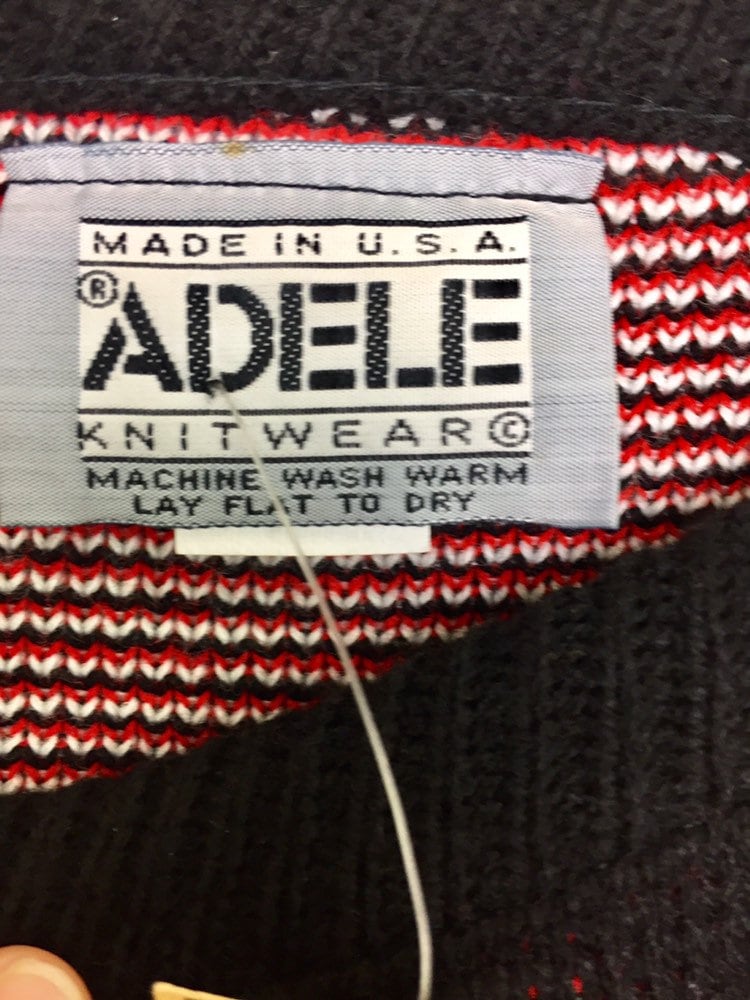 MADE IN U.S.A.
® ADELE
KNITWEAR ©
MACHINE WASH WARM
LAY FLAT TO DRY